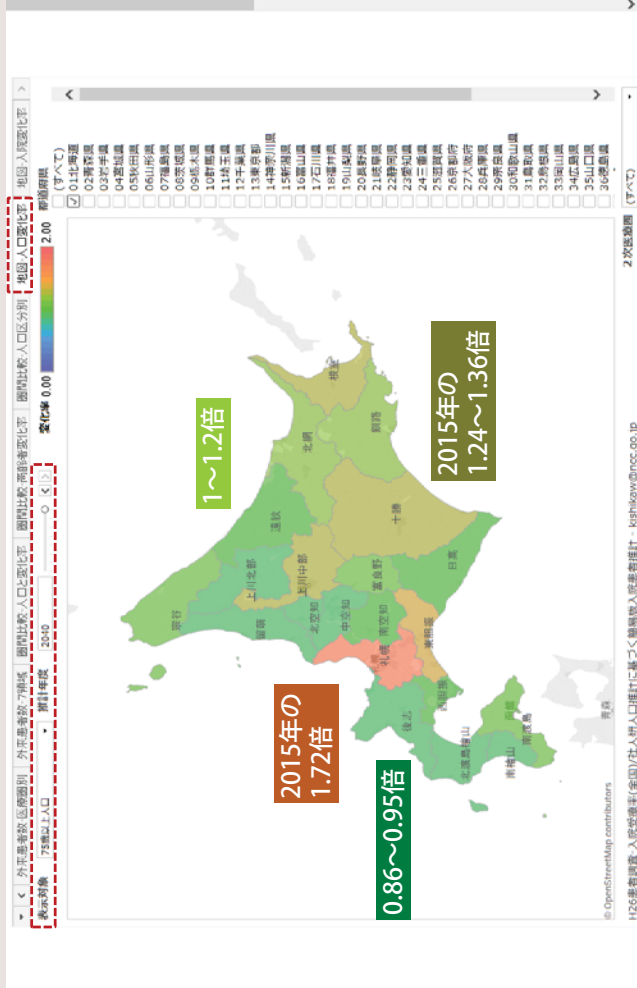 外来患者数·医療圏別 外来患者数·7領域 圏間比較·人口と変化率 圏間比較·高齢者変化率 圏間比較·人口区分別 地図·人口変化率 地図·入院変化率
表示対象 75歳以上人口 推計年度 2040 変化率 0.00 2.00
都道府県
(すべて)
01北海道
02青森県
03岩手県
04宮城県
05秋田県
06山形県
07福島県
08茨城県
09栃木県
10群馬県
11埼玉県
12千葉県
13東京都
14神奈川県
15新潟県
16富山県
17石川県
18福井県
19山梨県
20長野県
21岐阜県
22静岡県
23愛知県
24三重県
25滋賀県
26京都府
27大阪府
28兵庫県
29奈良県
30和歌山県
31鳥取県
32島根県
33岡山県
34広島県
35山口県
36徳島県
2015年の
1.72倍
1～1.2倍
0.86～0.95倍
2015年の
1.24～1.36倍
宗谷
上川北部
遠紋
留萌
北網
上川中部
根室
北空知
中空知
釧路
富良野
十勝
札幌
南空知
後志
日高
東胆振
西胆振
北渡島檜山
南檜山
南渡島
函館
青森
© OpenStreetMap contributors
2次医療圏 (すべて)
H26患者調査·入院受療率(全国)/社人研人口推計に基づく簡易版入院患者推計 - kishikaw@ncc.go.jp